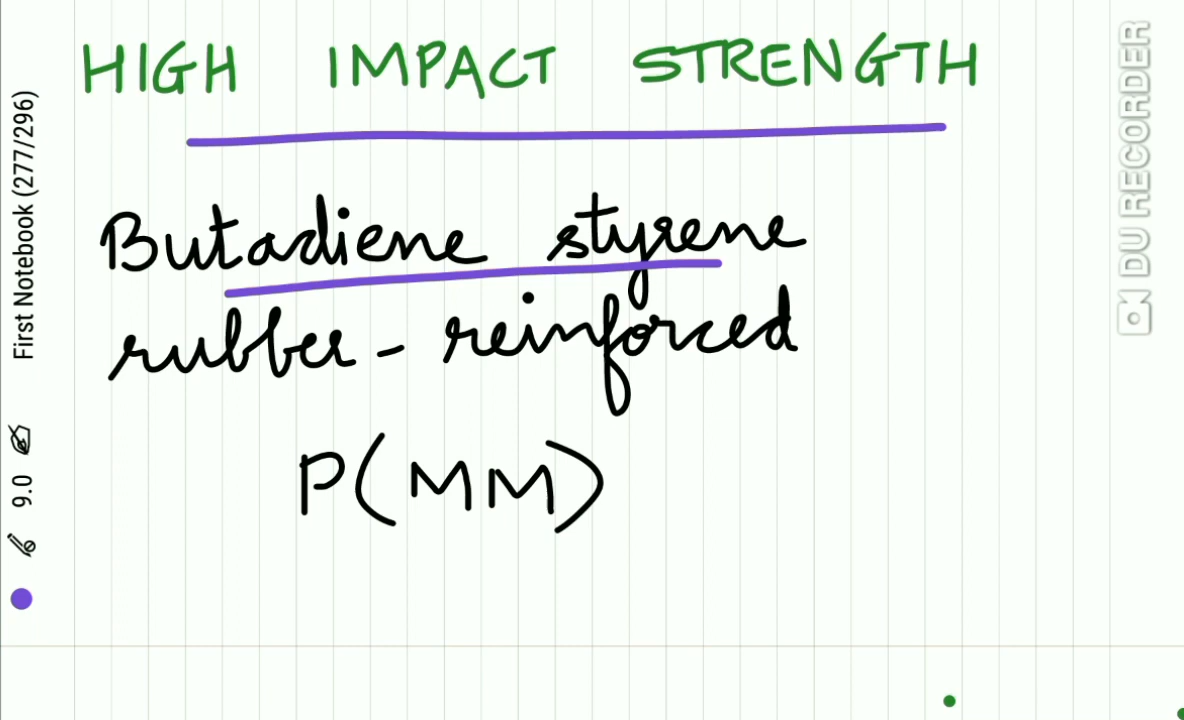 HIGH IMPACT STRENGTH
Butadiene styrene
rubber - reinforced
P(MM)
First Notebook (277/296)
9.0
DU RECORDER